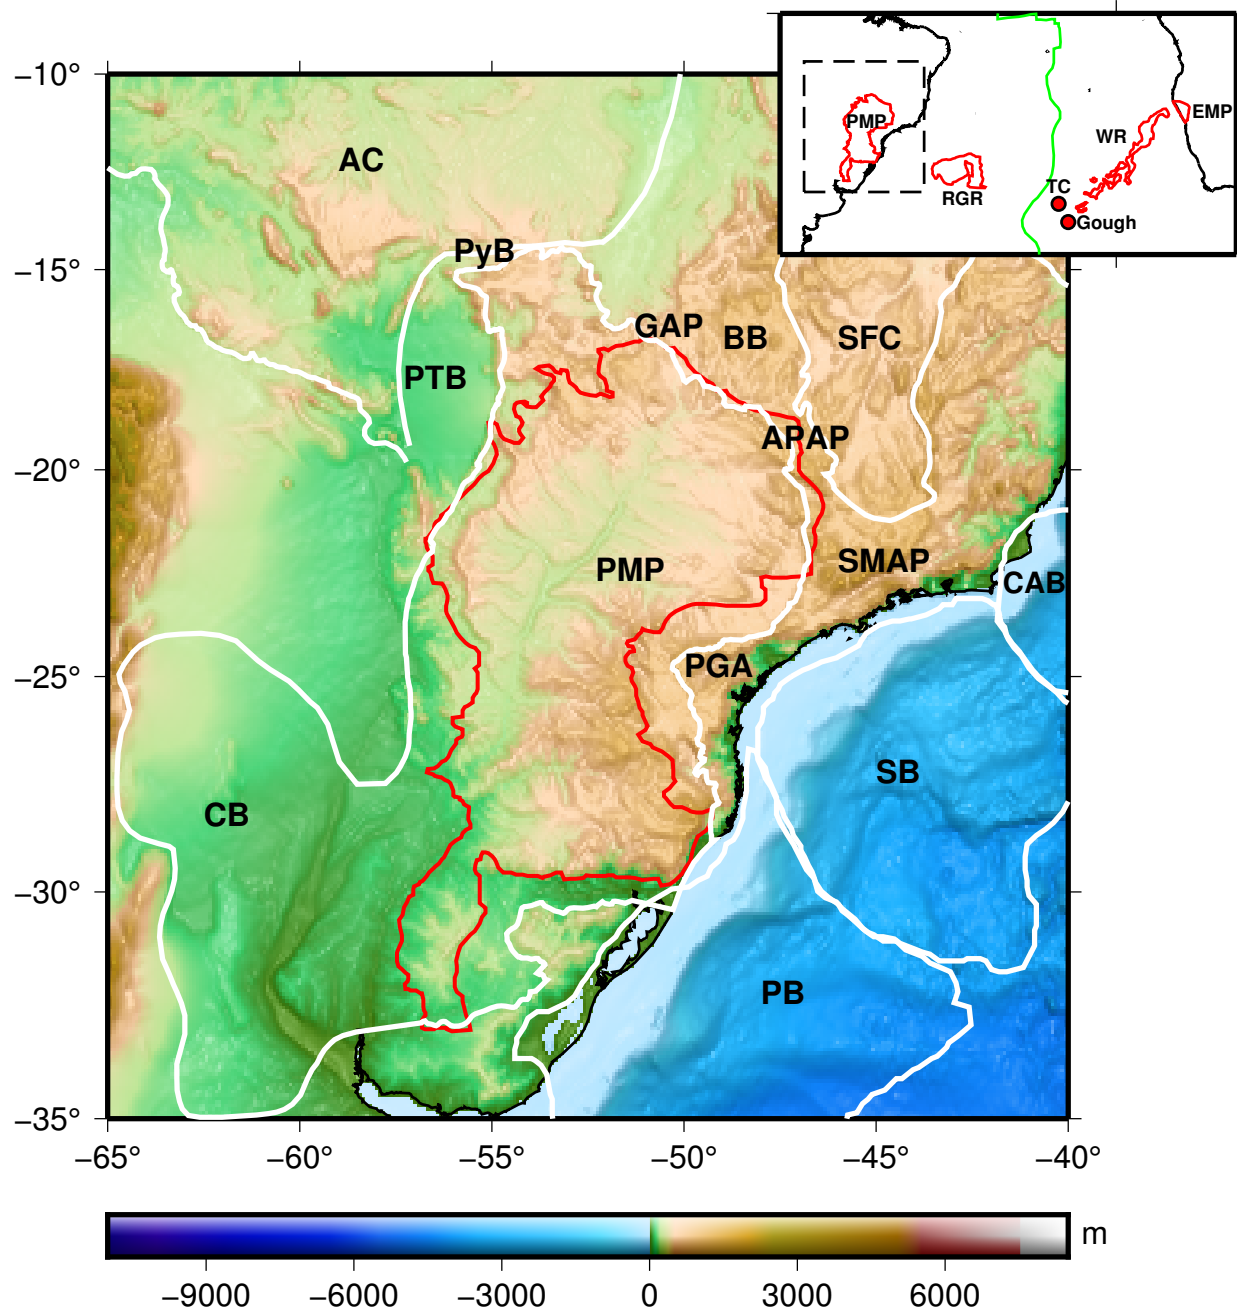 −10°
−15°
−20°
−25°
−30°
−35°
PMP
RGR
TC
Gough
WR
EMP
AC
PyB
GAP
BB
SFC
PTB
APAP
PMP
SMAP
CAB
PGA
SB
CB
PB
−65°
−60°
−55°
−50°
−45°
−40°
m
−9000
−6000
−3000
0
3000
6000